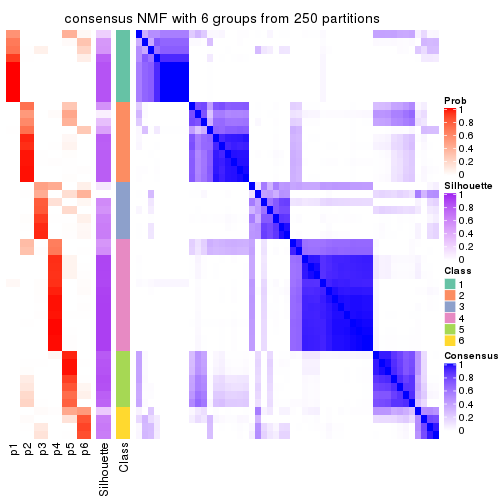 consensus NMF with 6 groups from 250 partitions
Prob
1
0.8
0.6
0.4
0.2
0
Silhouette
1
0.8
0.6
0.4
0.2
0
Class
1
2
3
4
5
6
Consensus
1
0.8
0.6
0.4
0.2
0
p1
p2
p3
p4
p5
p6
Silhouette
Class